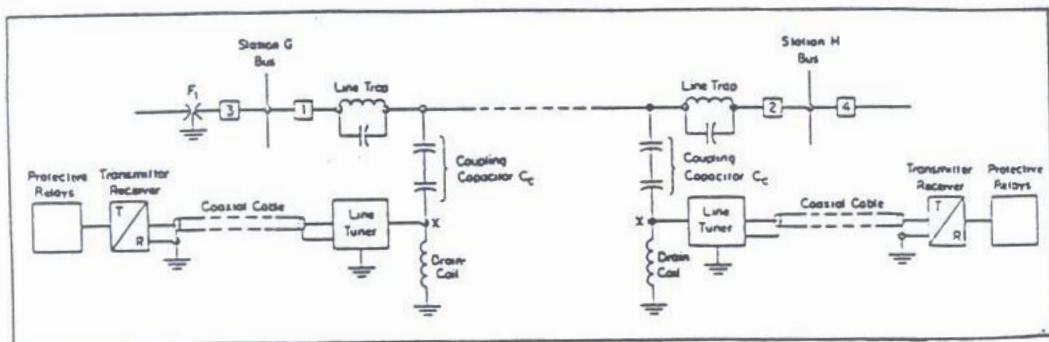 Station G
Bus
Station H
Bus
F1
3
1
Line Trap
Line Trap
2
4
Coupling
Capacitor Cc
Coupling
Capacitor Cc
Protective
Relays
Transmitter
Receiver
T
R
Coaxial Cable
Line
Tuner
X
Drain
Coil
X
Line
Tuner
Coaxial Cable
Drain
Coil
Transmitter
Receiver
T
R
Protective
Relays